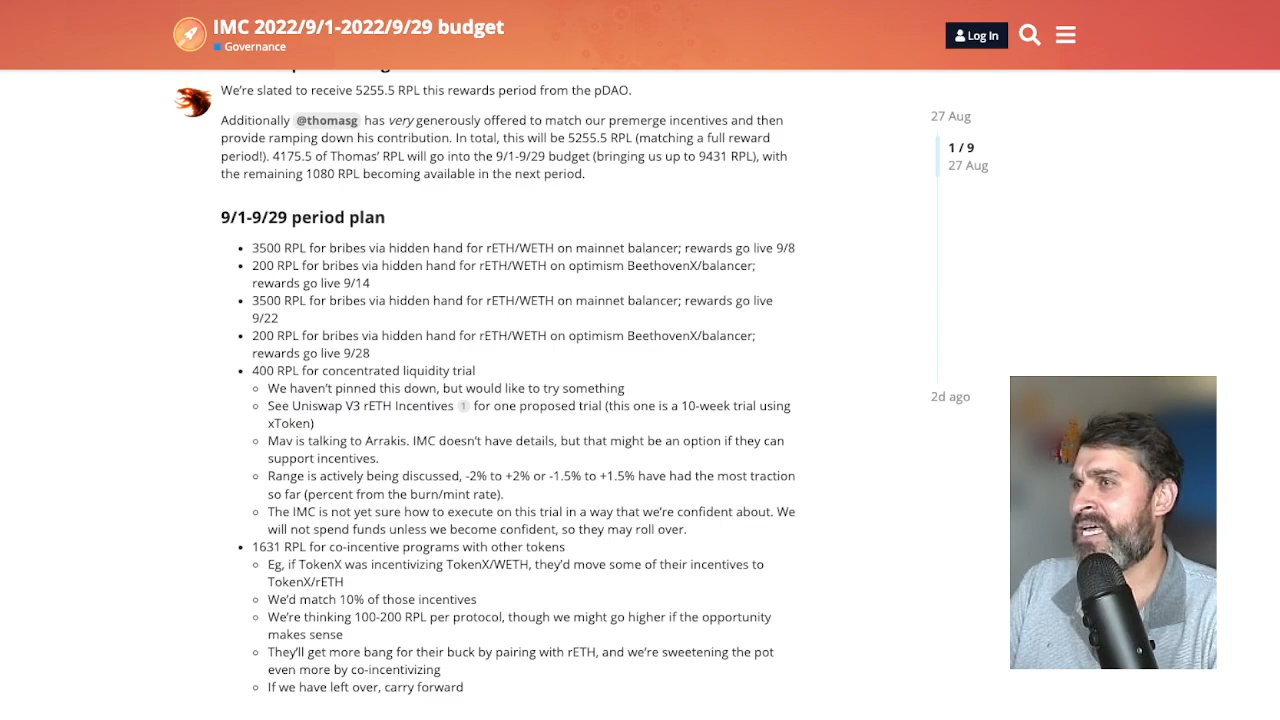 IMC 2022/9/1-2022/9/29 budget
Governance
Log In
We're slated to receive 5255.5 RPL this rewards period from the pDAO.
Additionally @thomasg has very generously offered to match our premerge incentives and then
provide ramping down his contribution. In total, this will be 5255.5 RPL (matching a full reward
period!). 4175.5 of Thomas' RPL will go into the 9/1-9/29 budget (bringing us up to 9431 RPL), with
the remaining 1080 RPL becoming available in the next period.
9/1-9/29 period plan
• 3500 RPL for bribes via hidden hand for rETH/WETH on mainnet balancer; rewards go live 9/8
• 200 RPL for bribes via hidden hand for rETH/WETH on optimism BeethovenX/balancer;
rewards go live 9/14
• 3500 RPL for bribes via hidden hand for rETH/WETH on mainnet balancer; rewards go live
9/22
• 200 RPL for bribes via hidden hand for rETH/WETH on optimism BeethovenX/balancer;
rewards go live 9/28
• 400 RPL for concentrated liquidity trial
◦ We haven't pinned this down, but would like to try something
◦ See Uniswap V3 rETH Incentives 1 for one proposed trial (this one is a 10-week trial using
xToken)
◦ Mav is talking to Arrakis. IMC doesn't have details, but that might be an option if they can
support incentives.
◦ Range is actively being discussed, -2% to +2% or -1.5% to +1.5% have had the most traction
so far (percent from the burn/mint rate).
◦ The IMC is not yet sure how to execute on this trial in a way that we're confident about. We
will not spend funds unless we become confident, so they may roll over.
• 1631 RPL for co-incentive programs with other tokens
◦ Eg, if TokenX was incentivizing TokenX/WETH, they'd move some of their incentives to
TokenX/rETH
◦ We'd match 10% of those incentives
◦ We're thinking 100-200 RPL per protocol, though we might go higher if the opportunity
makes sense
◦ They'll get more bang for their buck by pairing with rETH, and we're sweetening the pot
even more by co-incentivizing
◦ If we have left over, carry forward
27 Aug
1 / 9
27 Aug
2d ago